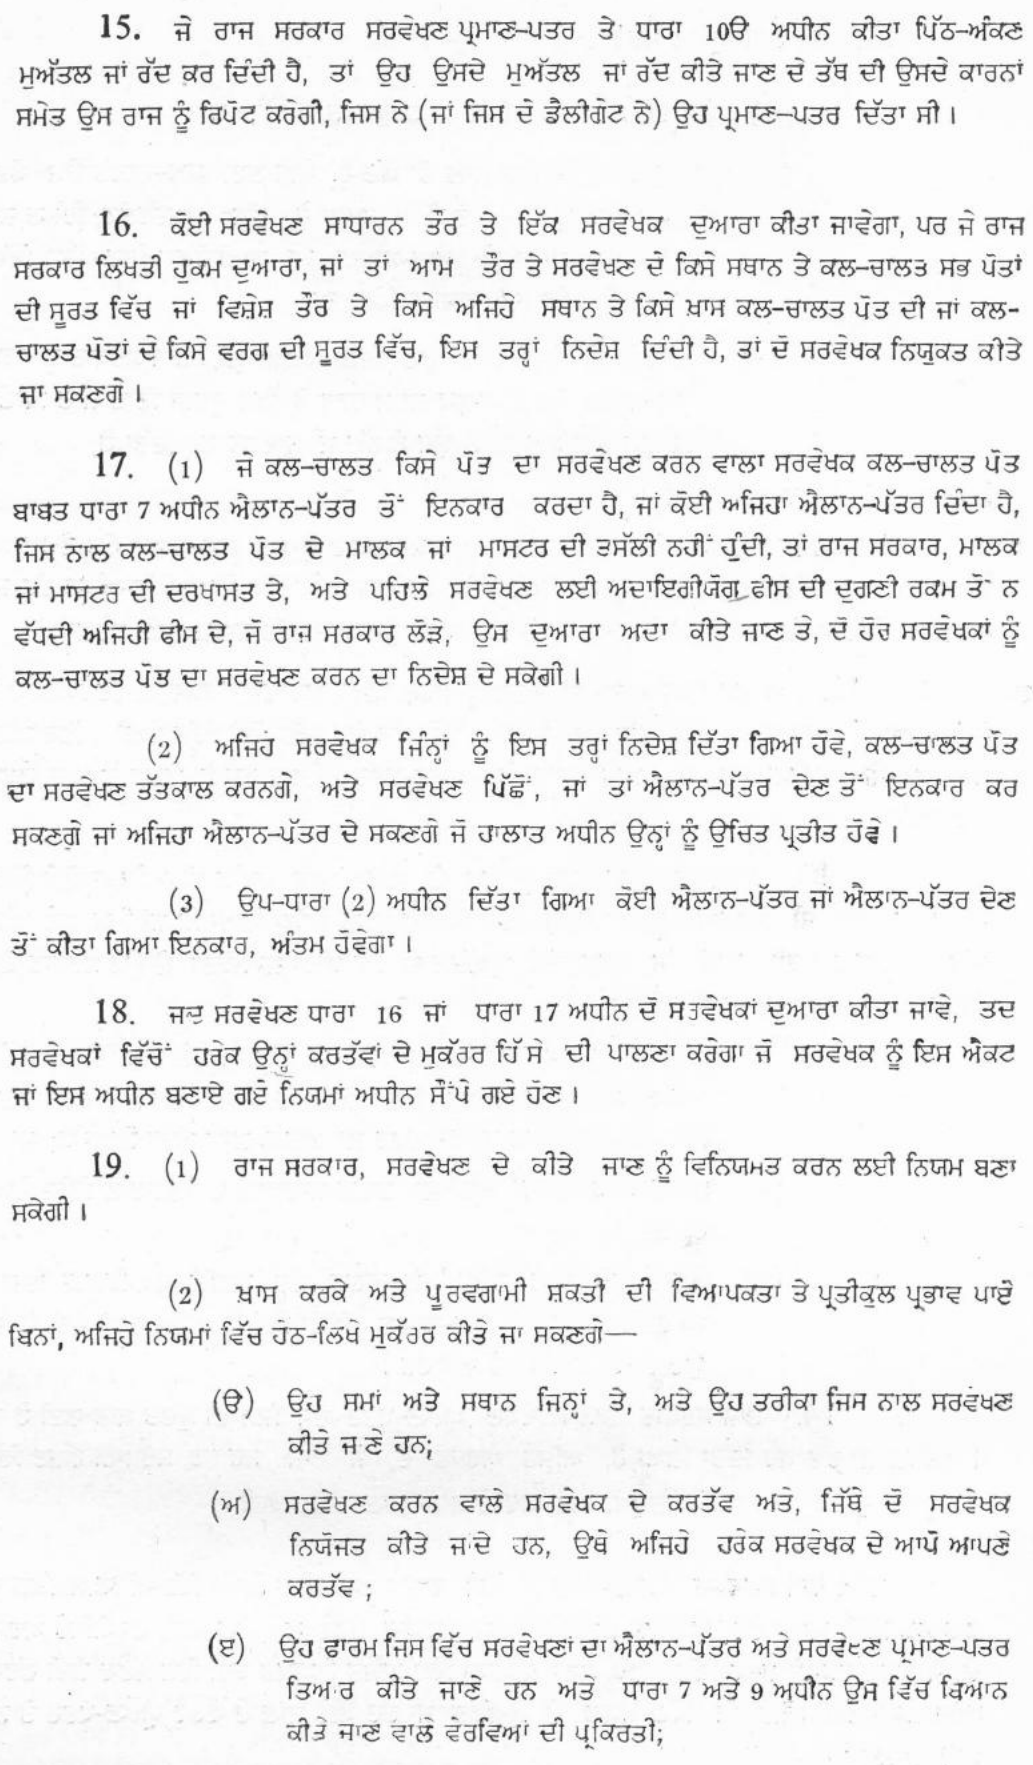 15. ਜੇ ਰਾਜ ਸਰਕਾਰ ਸਰਵੇਖਣ ਪ੍ਰਮਾਣ-ਪਤਰ ਤੇ ਧਾਰਾ 10ੳ ਅਧੀਨ ਕੀਤਾ ਪਿੱਠ-ਅੰਕਣ
ਮੁਅੱਤਲ ਜਾਂ ਰੱਦ ਕਰ ਦਿੰਦੀ ਹੈ, ਤਾਂ ਉਹ ਉਸਦੇ ਮੁਅੱਤਲ ਜਾਂ ਰੱਦ ਕੀਤੇ ਜਾਣ ਦੇ ਤੱਥ ਦੀ ਉਸਦੇ ਕਾਰਨਾਂ
ਸਮੇਤ ਉਸ ਰਾਜ ਨੂੰ ਰਿਪੋਟ ਕਰੇਗੀ, ਜਿਸ ਨੇ (ਜਾਂ ਜਿਸ ਦੇ ਡੈਲੀਗੇਟ ਨੇ) ਉਹ ਪ੍ਰਮਾਣ-ਪਤਰ ਦਿੱਤਾ ਸੀ।
16. ਕੋਈ ਸਰਵੇਖਣ ਸਾਧਾਰਨ ਤੌਰ ਤੇ ਇੱਕ ਸਰਵੇਖਕ ਦੁਆਰਾ ਕੀਤਾ ਜਾਵੇਗਾ, ਪਰ ਜੇ ਰਾਜ
ਸਰਕਾਰ ਲਿਖਤੀ ਹੁਕਮ ਦੁਆਰਾ, ਜਾਂ ਤਾਂ ਆਮ ਤੌਰ ਤੇ ਸਰਵੇਖਣ ਦੇ ਕਿਸੇ ਸਥਾਨ ਤੇ ਕਲ-ਚਾਲਤ ਸਭ ਪੋਤਾਂ
ਦੀ ਸੂਰਤ ਵਿੱਚ ਜਾਂ ਵਿਸ਼ੇਸ਼ ਤੌਰ ਤੇ ਕਿਸੇ ਅਜਿਹੇ ਸਥਾਨ ਤੇ ਕਿਸੇ ਖ਼ਾਸ ਕਲ-ਚਾਲਤ ਪੋਤ ਦੀ ਜਾਂ ਕਲ-
ਚਾਲਤ ਪੋਤਾਂ ਦੇ ਕਿਸੇ ਵਰਗ ਦੀ ਸੂਰਤ ਵਿੱਚ, ਇਸ ਤਰ੍ਹਾਂ ਨਿਦੇਸ਼ ਦਿੰਦੀ ਹੈ, ਤਾਂ ਦੋ ਸਰਵੇਖਕ ਨਿਯੁਕਤ ਕੀਤੇ
ਜਾ ਸਕਣਗੇ।
17. (1) ਜੇ ਕਲ-ਚਾਲਤ ਕਿਸੇ ਪੋਤ ਦਾ ਸਰਵੇਖਣ ਕਰਨ ਵਾਲਾ ਸਰਵੇਖਕ ਕਲ-ਚਾਲਤ ਪੋਤ
ਬਾਬਤ ਧਾਰਾ 7 ਅਧੀਨ ਐਲਾਨ-ਪੱਤਰ ਤੋਂ ਇਨਕਾਰ ਕਰਦਾ ਹੈ, ਜਾਂ ਕੋਈ ਅਜਿਹਾ ਐਲਾਨ-ਪੱਤਰ ਦਿੰਦਾ ਹੈ,
ਜਿਸ ਨਾਲ ਕਲ-ਚਾਲਤ ਪੋਤ ਦੇ ਮਾਲਕ ਜਾਂ ਮਾਸਟਰ ਦੀ ਤਸੱਲੀ ਨਹੀਂ ਹੁੰਦੀ, ਤਾਂ ਰਾਜ ਸਰਕਾਰ, ਮਾਲਕ
ਜਾਂ ਮਾਸਟਰ ਦੀ ਦਰਖਾਸਤ ਤੇ, ਅਤੇ ਪਹਿਲੇ ਸਰਵੇਖਣ ਲਈ ਅਦਾਇਗੀਯੋਗ ਫੀਸ ਦੀ ਦੁਗਣੀ ਰਕਮ ਤੋਂ ਨ
ਵੱਧਦੀ ਅਜਿਹੀ ਫੀਸ ਦੇ, ਜੋ ਰਾਜ ਸਰਕਾਰ ਲੋੜੇ, ਉਸ ਦੁਆਰਾ ਅਦਾ ਕੀਤੇ ਜਾਣ ਤੇ, ਦੋ ਹੋਰ ਸਰਵੇਖਕਾਂ ਨੂੰ
ਕਲ-ਚਾਲਤ ਪੋਤ ਦਾ ਸਰਵੇਖਣ ਕਰਨ ਦਾ ਨਿਦੇਸ਼ ਦੇ ਸਕੇਗੀ।
(2) ਅਜਿਹੇ ਸਰਵੇਖਕ ਜਿੰਨ੍ਹਾਂ ਨੂੰ ਇਸ ਤਰ੍ਹਾਂ ਨਿਦੇਸ਼ ਦਿੱਤਾ ਗਿਆ ਹੋਵੇ, ਕਲ-ਚਾਲਤ ਪੋਤ
ਦਾ ਸਰਵੇਖਣ ਤੱਤਕਾਲ ਕਰਨਗੇ, ਅਤੇ ਸਰਵੇਖਣ ਪਿੱਛੋਂ, ਜਾਂ ਤਾਂ ਐਲਾਨ-ਪੱਤਰ ਦੇਣ ਤੋਂ ਇਨਕਾਰ ਕਰ
ਸਕਣਗੇ ਜਾਂ ਅਜਿਹਾ ਐਲਾਨ-ਪੱਤਰ ਦੇ ਸਕਣਗੇ ਜੋ ਹਾਲਾਤ ਅਧੀਨ ਉਨ੍ਹਾਂ ਨੂੰ ਉਚਿਤ ਪ੍ਰਤੀਤ ਹੋਵੇ।
(3) ਉਪ-ਧਾਰਾ (2) ਅਧੀਨ ਦਿੱਤਾ ਗਿਆ ਕੋਈ ਐਲਾਨ-ਪੱਤਰ ਜਾਂ ਐਲਾਨ-ਪੱਤਰ ਦੇਣ
ਤੋਂ ਕੀਤਾ ਗਿਆ ਇਨਕਾਰ, ਅੰਤਮ ਹੋਵੇਗਾ।
18. ਜਦ ਸਰਵੇਖਣ ਧਾਰਾ 16 ਜਾਂ ਧਾਰਾ 17 ਅਧੀਨ ਦੋ ਸਰਵੇਖਕਾਂ ਦੁਆਰਾ ਕੀਤਾ ਜਾਵੇ, ਤਦ
ਸਰਵੇਖਕਾਂ ਵਿੱਚੋਂ ਹਰੇਕ ਉਨ੍ਹਾਂ ਕਰਤੱਵਾਂ ਦੇ ਮੁਕੱਰਰ ਹਿੱਸੇ ਦੀ ਪਾਲਣਾ ਕਰੇਗਾ ਜੋ ਸਰਵੇਖਕ ਨੂੰ ਇਸ ਐਕਟ
ਜਾਂ ਇਸ ਅਧੀਨ ਬਣਾਏ ਗਏ ਨਿਯਮਾਂ ਅਧੀਨ ਸੌਂਪੇ ਗਏ ਹੋਣ।
19. (1) ਰਾਜ ਸਰਕਾਰ, ਸਰਵੇਖਣ ਦੇ ਕੀਤੇ ਜਾਣ ਨੂੰ ਵਿਨਿਯਮਤ ਕਰਨ ਲਈ ਨਿਯਮ ਬਣਾ
ਸਕੇਗੀ।
(2) ਖ਼ਾਸ ਕਰਕੇ ਅਤੇ ਪੂਰਵਗਾਮੀ ਸ਼ਕਤੀ ਦੀ ਵਿਆਪਕਤਾ ਤੇ ਪ੍ਰਤੀਕੂਲ ਪ੍ਰਭਾਵ ਪਾਏ
ਬਿਨਾਂ, ਅਜਿਹੇ ਨਿਯਮਾਂ ਵਿੱਚ ਹੇਠ-ਲਿਖੇ ਮੁਕੱਰਰ ਕੀਤੇ ਜਾ ਸਕਣਗੇ—
(ੳ) ਉਹ ਸਮਾਂ ਅਤੇ ਸਥਾਨ ਜਿਨ੍ਹਾਂ ਤੇ, ਅਤੇ ਉਹ ਤਰੀਕਾ ਜਿਸ ਨਾਲ ਸਰਵੇਖਣ
ਕੀਤੇ ਜਾਣੇ ਹਨ;
(ਅ) ਸਰਵੇਖਣ ਕਰਨ ਵਾਲੇ ਸਰਵੇਖਕ ਦੇ ਕਰਤੱਵ ਅਤੇ, ਜਿੱਥੇ ਦੋ ਸਰਵੇਖਕ
ਨਿਯੋਜਤ ਕੀਤੇ ਜਾਂਦੇ ਹਨ, ਉਥੇ ਅਜਿਹੇ ਹਰੇਕ ਸਰਵੇਖਕ ਦੇ ਆਪੋ ਆਪਣੇ
ਕਰਤੱਵ ;
(ੲ) ਉਹ ਫਾਰਮ ਜਿਸ ਵਿੱਚ ਸਰਵੇਖਣਾਂ ਦਾ ਐਲਾਨ-ਪੱਤਰ ਅਤੇ ਸਰਵੇਖਣ ਪ੍ਰਮਾਣ-ਪਤਰ
ਤਿਆਰ ਕੀਤੇ ਜਾਣੇ ਹਨ ਅਤੇ ਧਾਰਾ 7 ਅਤੇ 9 ਅਧੀਨ ਉਸ ਵਿੱਚ ਬਿਆਨ
ਕੀਤੇ ਜਾਣ ਵਾਲੇ ਵੇਰਵਿਆਂ ਦੀ ਪ੍ਰਕਿਰਤੀ;